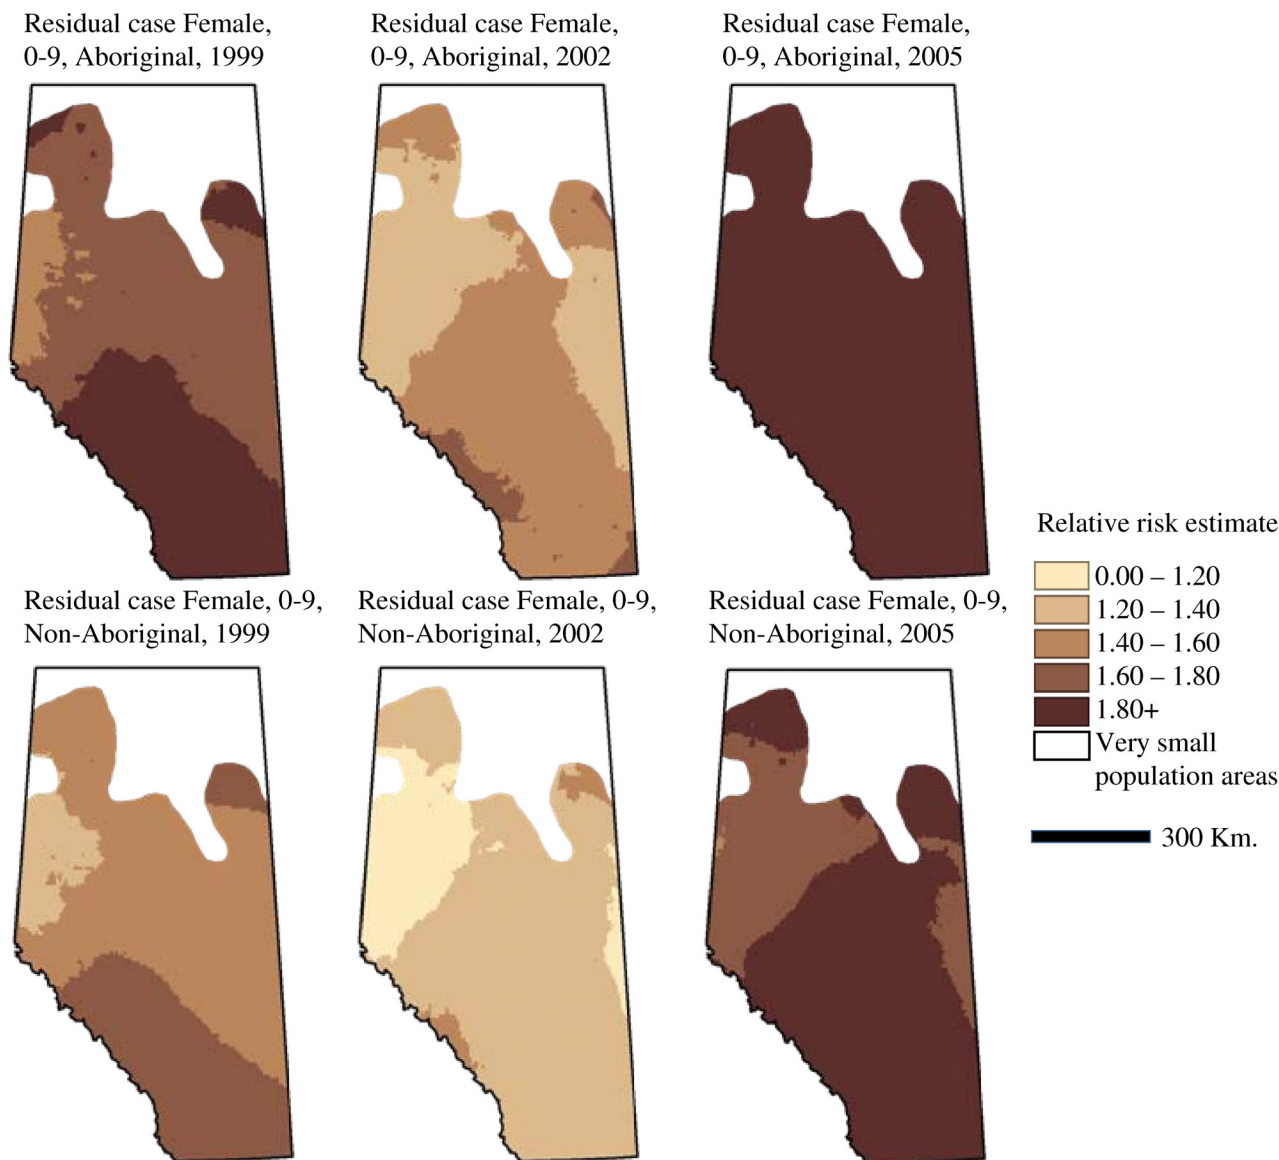 Residual case Female,
0-9, Aboriginal, 1999
Residual case Female,
0-9, Aboriginal, 2002
Residual case Female,
0-9, Aboriginal, 2005
Residual case Female, 0-9,
Non-Aboriginal, 1999
Residual case Female, 0-9,
Non-Aboriginal, 2002
Residual case Female, 0-9,
Non-Aboriginal, 2005
Relative risk estimate
0.00 – 1.20
1.20 – 1.40
1.40 – 1.60
1.60 – 1.80
1.80+
Very small
population areas
300 Km.